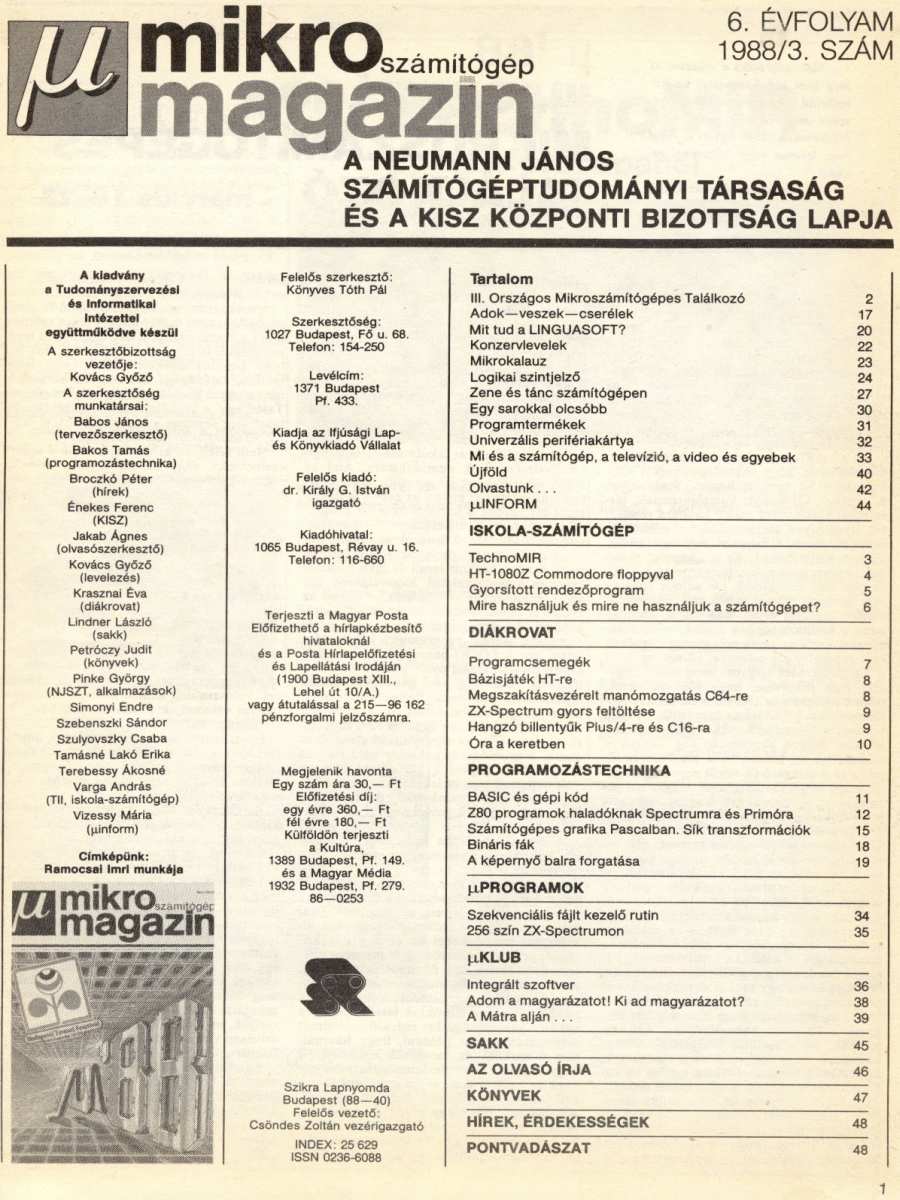 µ mikro számítógép magazin
6. ÉVFOLYAM
1988/3. SZÁM
A NEUMANN JÁNOS
SZÁMÍTÓGÉPTUDOMÁNYI TÁRSASÁG
ÉS A KISZ KÖZPONTI BIZOTTSÁG LAPJA
A kiadvány
a Tudományszervezési
és Informatikai
Intézettel
együttműködve készül
A szerkesztőbizottság
vezetője:
Kovács Győző
A szerkesztőség
munkatársai:
Babos János
(tervezőszerkesztő)
Bakos Tamás
(programozástechnika)
Broczkó Péter
(hírek)
Énekes Ferenc
(KISZ)
Jakab Ágnes
(olvasószerkesztő)
Kovács Győző
(levelezés)
Krasznai Éva
(diákrovat)
Lindner László
(sakk)
Petróczy Judit
(könyvek)
Pinke György
(NJSZT, alkalmazások)
Simonyi Endre
Szebenszki Sándor
Szulyovszky Csaba
Tamásné Lakó Erika
Terebessy Ákosné
Varga András
(TII, iskola-számítógép)
Vizessy Mária
(µinform)
Címképünk:
Ramocsai Imri munkája
µ mikro számítógép
magazin
Felelős szerkesztő:
Könyves Tóth Pál
Szerkesztőség:
1027 Budapest, Fő u. 68.
Telefon: 154-250
Levélcím:
1371 Budapest
Pf. 433.
Kiadja az Ifjúsági Lap-
és Könyvkiadó Vállalat
Felelős kiadó:
dr. Király G. István
igazgató
Kiadóhivatal:
1065 Budapest, Révay u. 16.
Telefon: 116-660
Terjeszti a Magyar Posta
Előfizethető a hírlapkézbesítő
hivataloknál
és a Posta Hírlapelőfizetési
és Lapellátási Irodáján
(1900 Budapest XIII.,
Lehel út 10/A.)
vagy átutalással a 215—96 162
pénzforgalmi jelzőszámra.
Megjelenik havonta
Egy szám ára 30,— Ft
Előfizetési díj:
egy évre 360,— Ft
fél évre 180,— Ft
Külföldön terjeszti
a Kultúra,
1389 Budapest, Pf. 149.
és a Magyar Média
1932 Budapest, Pf. 279.
86—0253
Szikra Lapnyomda
Budapest (88—40)
Felelős vezető:
Csöndes Zoltán vezérigazgató
INDEX: 25 629
ISSN 0236-6088
Tartalom
III. Országos Mikroszámítógépes Találkozó 2
Adok—veszek—cserélek 17
Mit tud a LINGUASOFT? 20
Konzervlevelek 22
Mikrokalauz 23
Logikai szintjelző 24
Zene és tánc számítógépen 27
Egy sarokkal olcsóbb 30
Programtermékek 31
Univerzális perifériakártya 32
Mi és a számítógép, a televízió, a video és egyebek 33
Újföld 40
Olvastunk . . . 42
µINFORM 44
ISKOLA-SZÁMÍTÓGÉP
TechnoMIR 3
HT-1080Z Commodore floppyval 4
Gyorsított rendezőprogram 5
Mire használjuk és mire ne használjuk a számítógépet? 6
DIÁKROVAT
Programcsemegék 7
Bázisjáték HT-re 8
Megszakításvezérelt manómozgatás C64-re 8
ZX-Spectrum gyors feltöltése 9
Hangzó billentyűk Plus/4-re és C16-ra 9
Óra a keretben 10
PROGRAMOZÁSTECHNIKA
BASIC és gépi kód 11
Z80 programok haladóknak Spectrumra és Primóra 12
Számítógépes grafika Pascalban. Sík transzformációk 15
Bináris fák 18
A képernyő balra forgatása 19
µPROGRAMOK
Szekvenciális fájlt kezelő rutin 34
256 szín ZX-Spectrumon 35
µKLUB
Integrált szoftver 36
Adom a magyarázatot! Ki ad magyarázatot? 38
A Mátra alján . . . 39
SAKK 45
AZ OLVASÓ ÍRJA 46
KÖNYVEK 47
HÍREK, ÉRDEKESSÉGEK 48
PONTVADÁSZAT 48
1